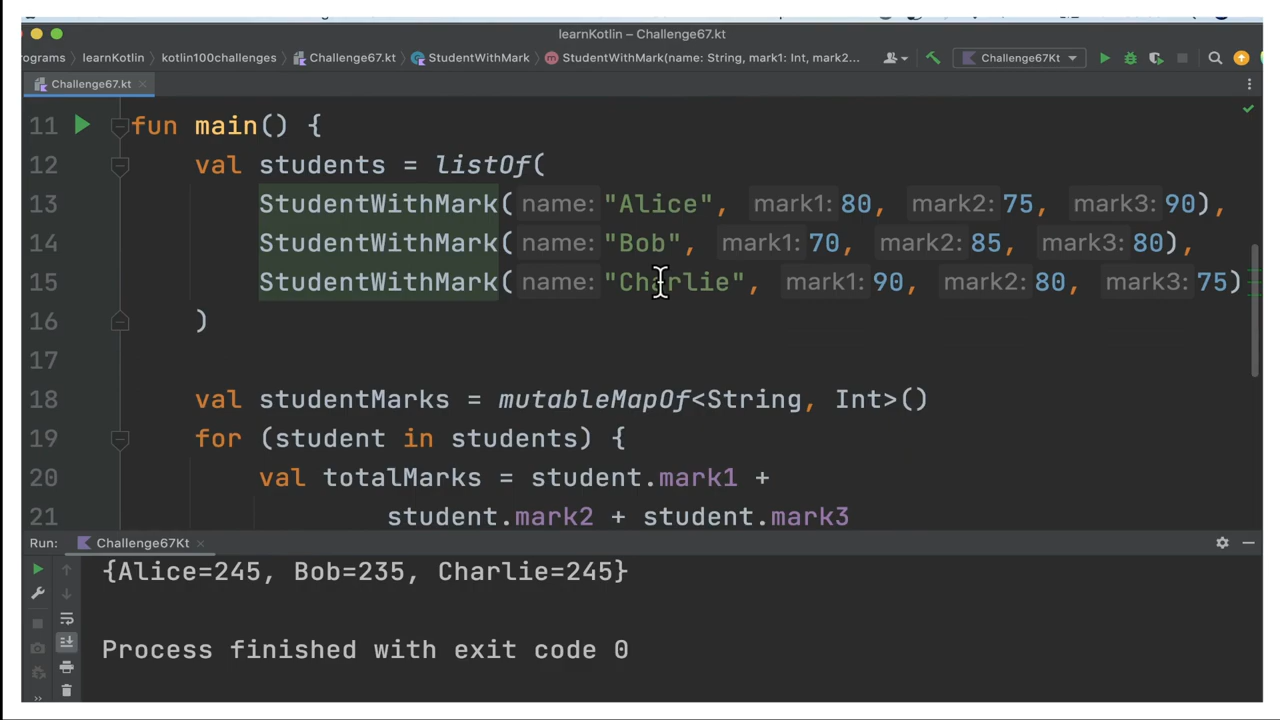 learnKotlin – Challenge67.kt
ograms learnKotlin kotlin100challenges Challenge67.kt StudentWithMark StudentWithMark(name: String, mark1: Int, mark2... Challenge67Kt
Challenge67.kt
11 fun main() {
12 val students = listOf(
13 StudentWithMark( name: "Alice", mark1: 80, mark2: 75, mark3: 90),
14 StudentWithMark( name: "Bob", mark1: 70, mark2: 85, mark3: 80),
15 StudentWithMark( name: "Charlie", mark1: 90, mark2: 80, mark3: 75)
16 )
17
18 val studentMarks = mutableMapOf<String, Int>()
19 for (student in students) {
20 val totalMarks = student.mark1 +
21 student.mark2 + student.mark3
Run: Challenge67Kt
{Alice=245, Bob=235, Charlie=245}
Process finished with exit code 0